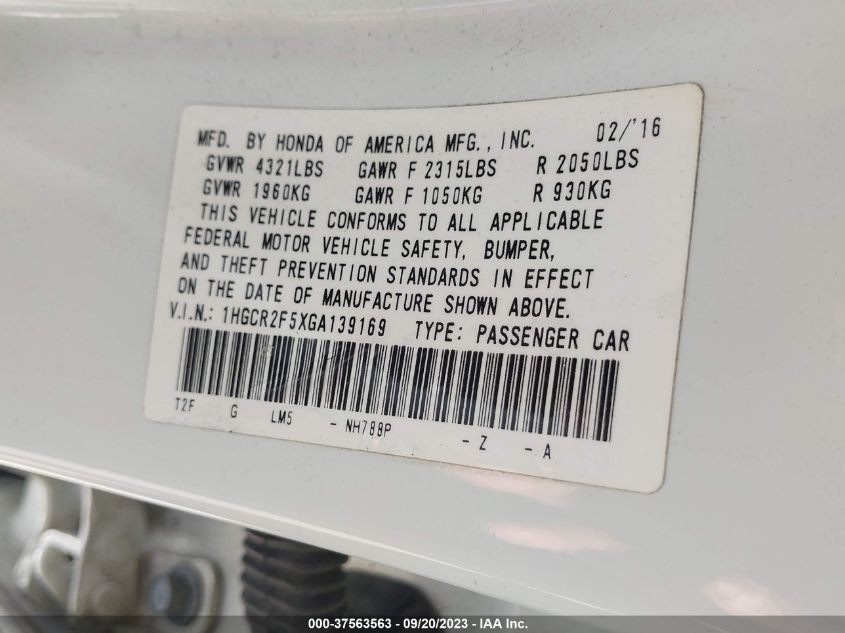 MFD. BY HONDA OF AMERICA MFG., INC. 02/'16
GVWR 4321LBS GAWR F 2315LBS R 2050LBS
GVWR 1960KG GAWR F 1050KG R 930KG
THIS VEHICLE CONFORMS TO ALL APPLICABLE
FEDERAL MOTOR VEHICLE SAFETY, BUMPER,
AND THEFT PREVENTION STANDARDS IN EFFECT
ON THE DATE OF MANUFACTURE SHOWN ABOVE.
V.I.N.: 1HGCR2F5XGA139169 TYPE: PASSENGER CAR
T2F G LM5 - NH788P - Z - A
000-37563563 - 09/20/2023 - IAA Inc.